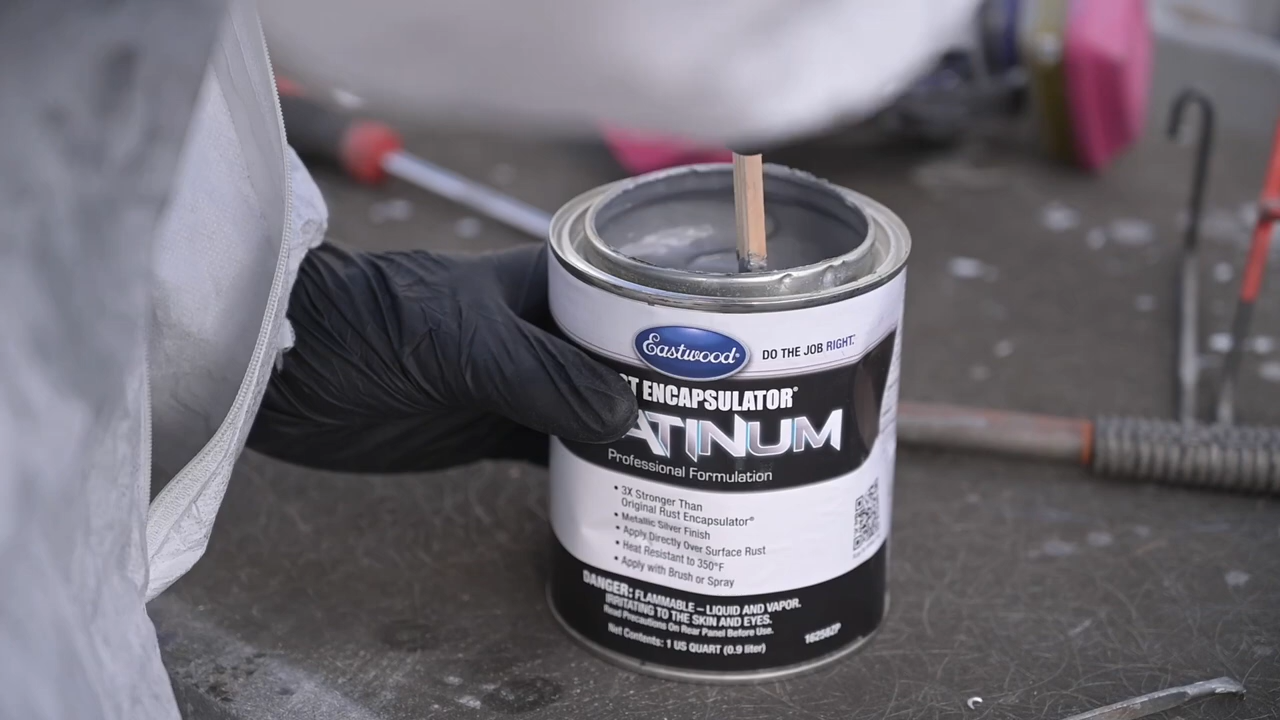 Eastwood®
DO THE JOB RIGHT.™
T ENCAPSULATOR®
ATINUM
Professional Formulation
• 3X Stronger Than
Original Rust Encapsulator®
• Metallic Silver Finish
• Apply Directly Over Surface Rust
• Heat Resistant to 350°F
• Apply with Brush or Spray
DANGER: FLAMMABLE – LIQUID AND VAPOR.
IRRITATING TO THE SKIN AND EYES.
Read Precautions On Rear Panel Before Use.
Net Contents: 1 US QUART (0.9 liter)